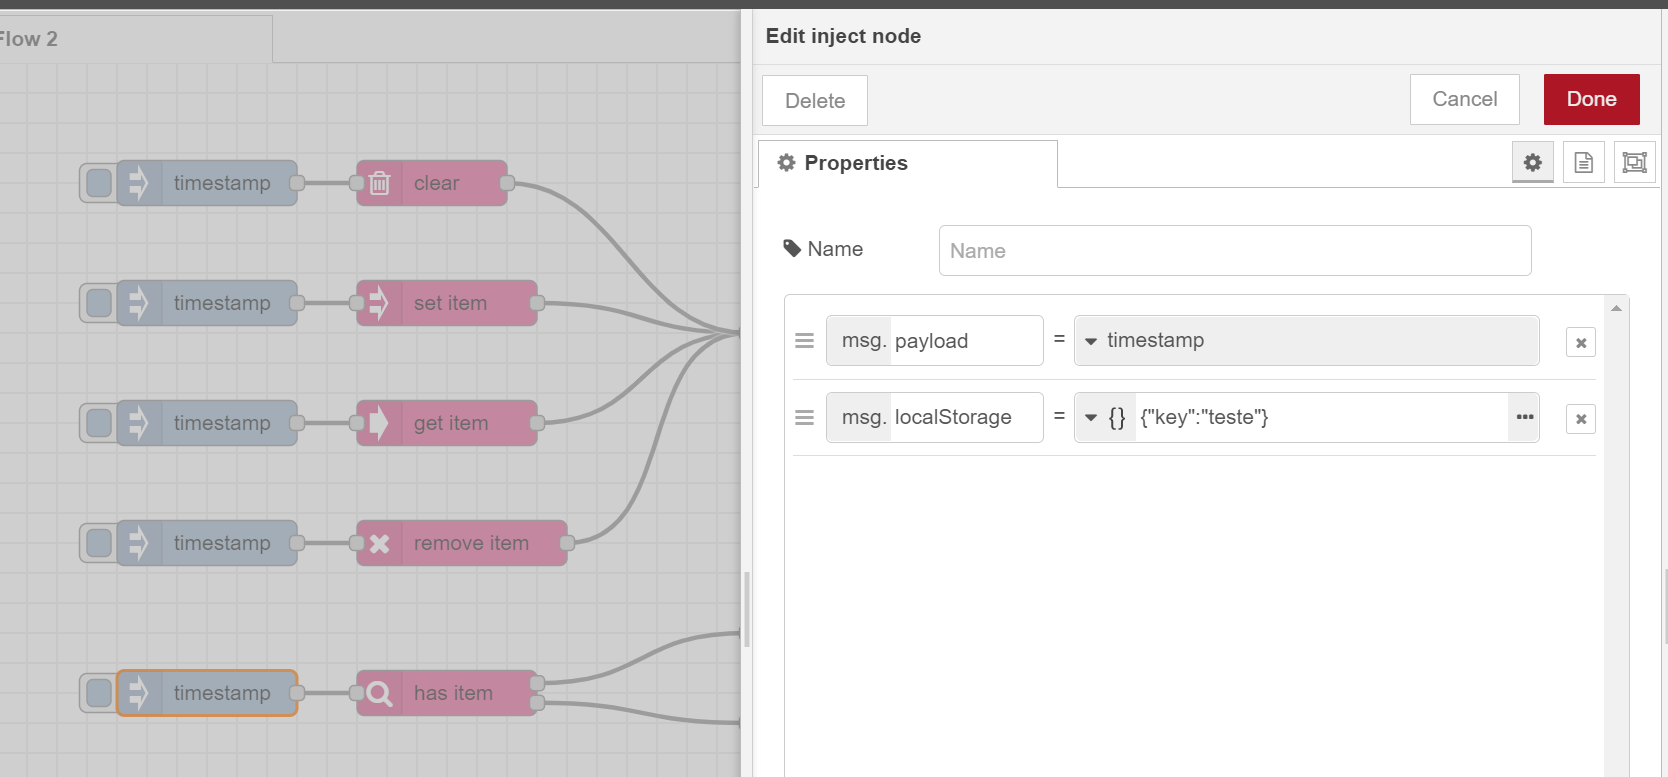 Flow 2
timestamp
clear
timestamp
set item
timestamp
get item
timestamp
remove item
timestamp
has item
Edit inject node
Delete
Cancel
Done
Properties
Name
Name
msg. payload = timestamp
msg. localStorage = {} {"key":"teste"} •••